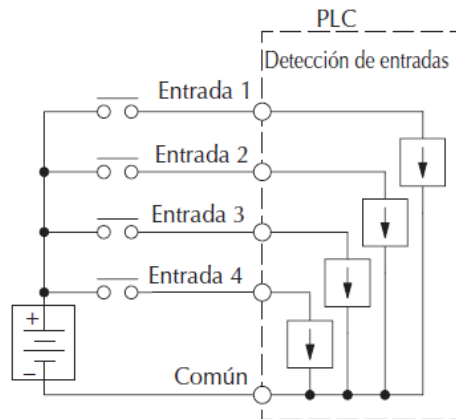 PLC
Detección de entradas
Entrada 1
Entrada 2
Entrada 3
Entrada 4
+
−
Común